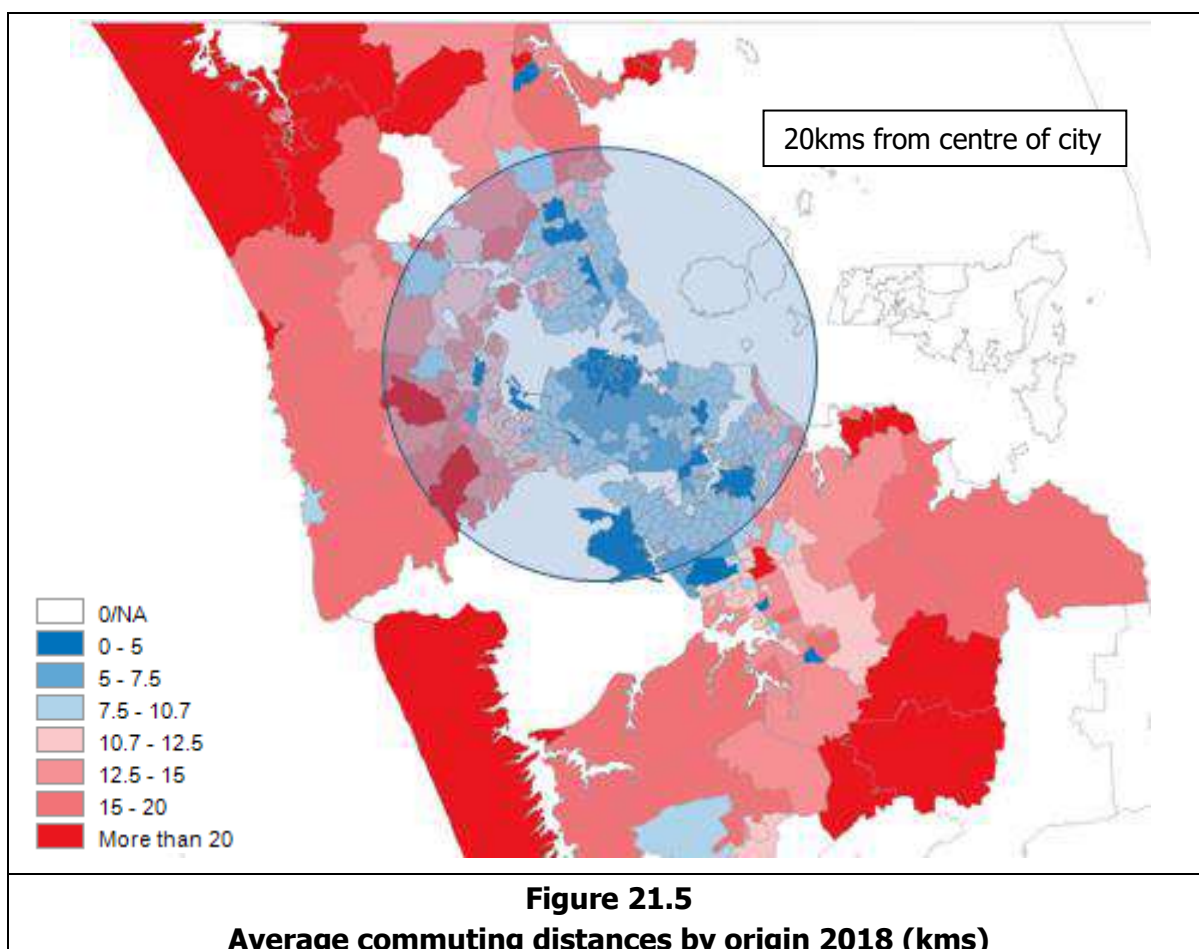 20kms from centre of city
0/NA
0 - 5
5 - 7.5
7.5 - 10.7
10.7 - 12.5
12.5 - 15
15 - 20
More than 20
Figure 21.5
Average commuting distances by origin 2018 (kms)